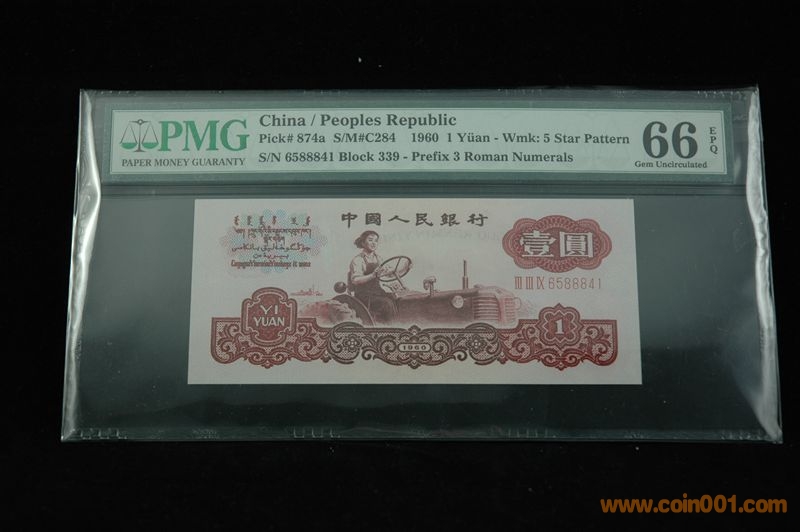 PMG
PAPER MONEY GUARANTY
China / Peoples Republic
Pick# 874a S/M#C284 1960 1 Yüan - Wmk: 5 Star Pattern
S/N 6588841 Block 339 - Prefix 3 Roman Numerals
66 EPQ
Gem Uncirculated
中國人民銀行
壹圓
III III IX 6588841
YI
YUAN
1960
1
www.coin001.com